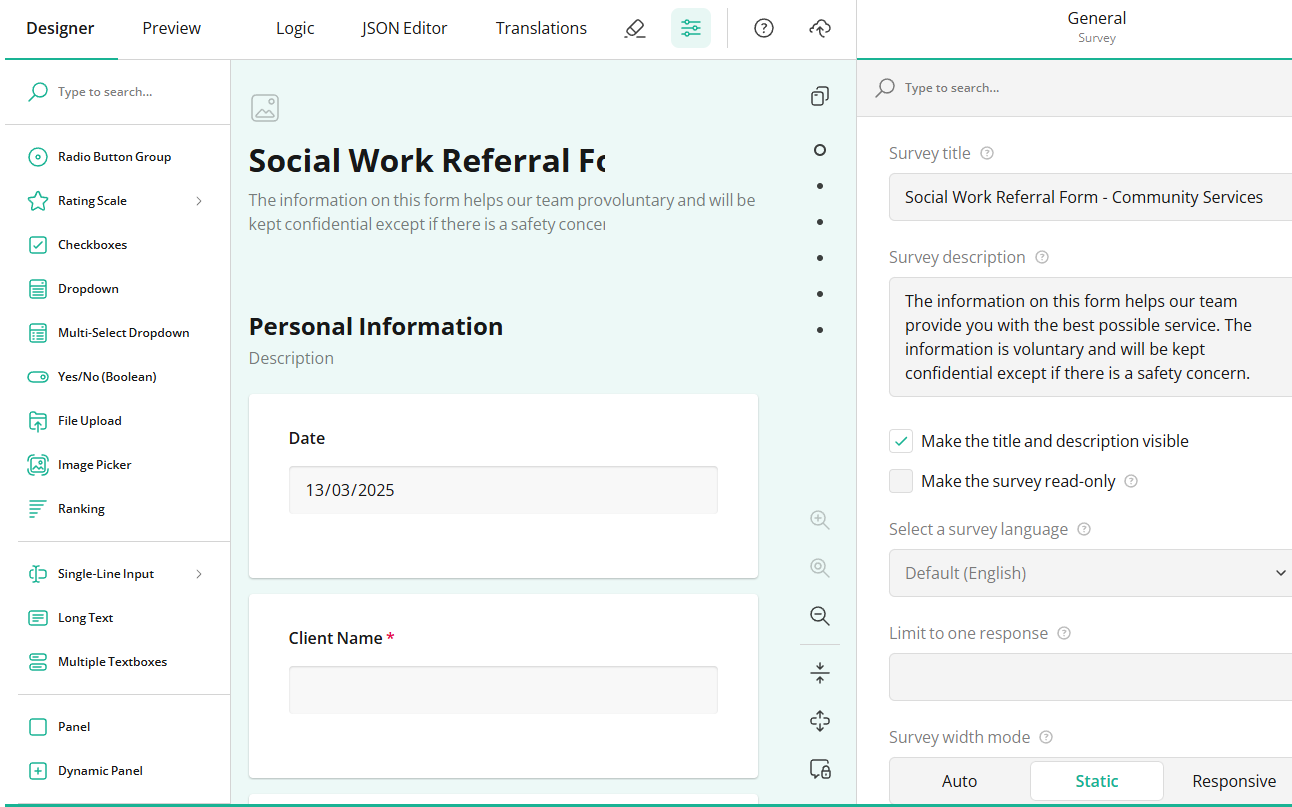 Designer
Preview
Logic
JSON Editor
Translations
General
Survey
Type to search...
Radio Button Group
Rating Scale
Checkboxes
Dropdown
Multi-Select Dropdown
Yes/No (Boolean)
File Upload
Image Picker
Ranking
Single-Line Input
Long Text
Multiple Textboxes
Panel
Dynamic Panel
Social Work Referral Fo
The information on this form helps our team provoluntary and will be
kept confidential except if there is a safety concer
Personal Information
Description
Date
13/03/2025
Client Name *
Type to search...
Survey title
Social Work Referral Form - Community Services
Survey description
The information on this form helps our team
provide you with the best possible service. The
information is voluntary and will be kept
confidential except if there is a safety concern.
Make the title and description visible
Make the survey read-only
Select a survey language
Default (English)
Limit to one response
Survey width mode
Auto
Static
Responsive